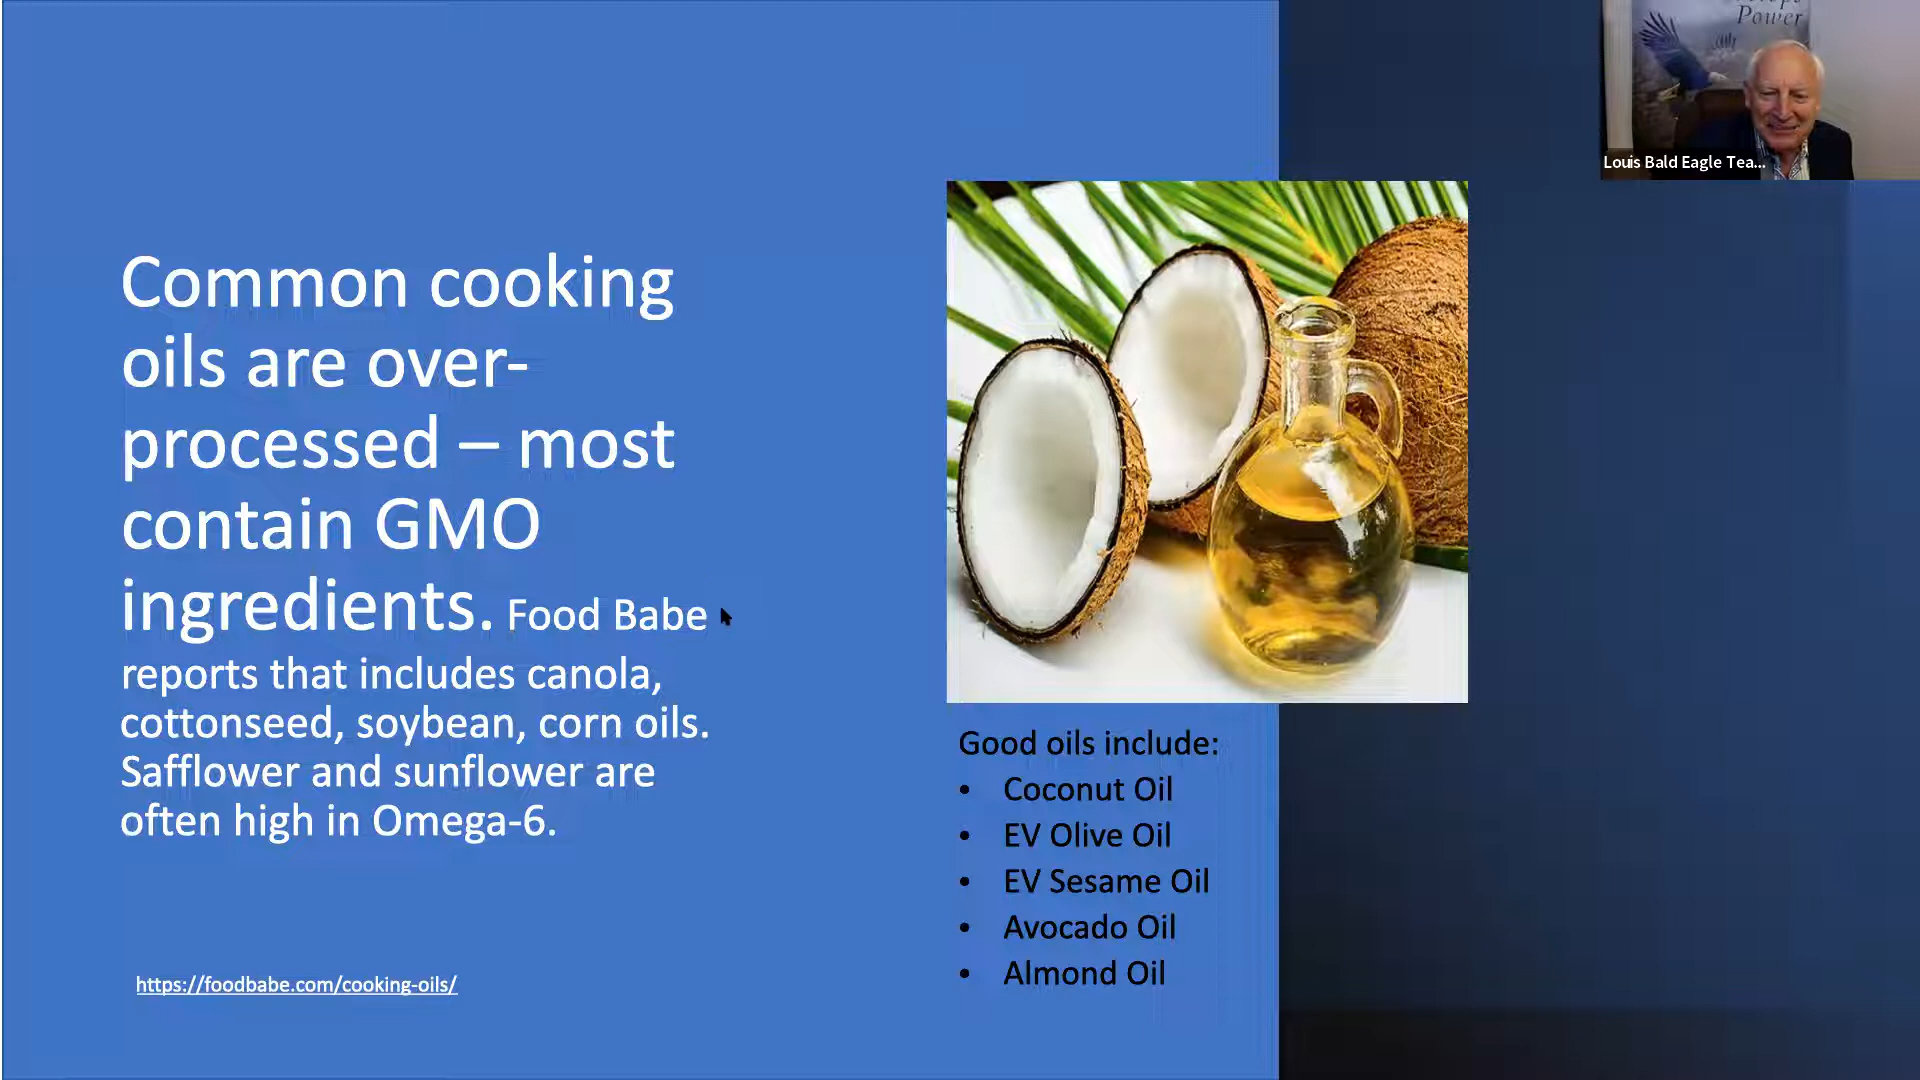 Common cooking
oils are over-
processed – most
contain GMO
ingredients. Food Babe
reports that includes canola,
cottonseed, soybean, corn oils.
Safflower and sunflower are
often high in Omega-6.
https://foodbabe.com/cooking-oils/
Good oils include:
• Coconut Oil
• EV Olive Oil
• EV Sesame Oil
• Avocado Oil
• Almond Oil
Power
Louis Bald Eagle Tea...